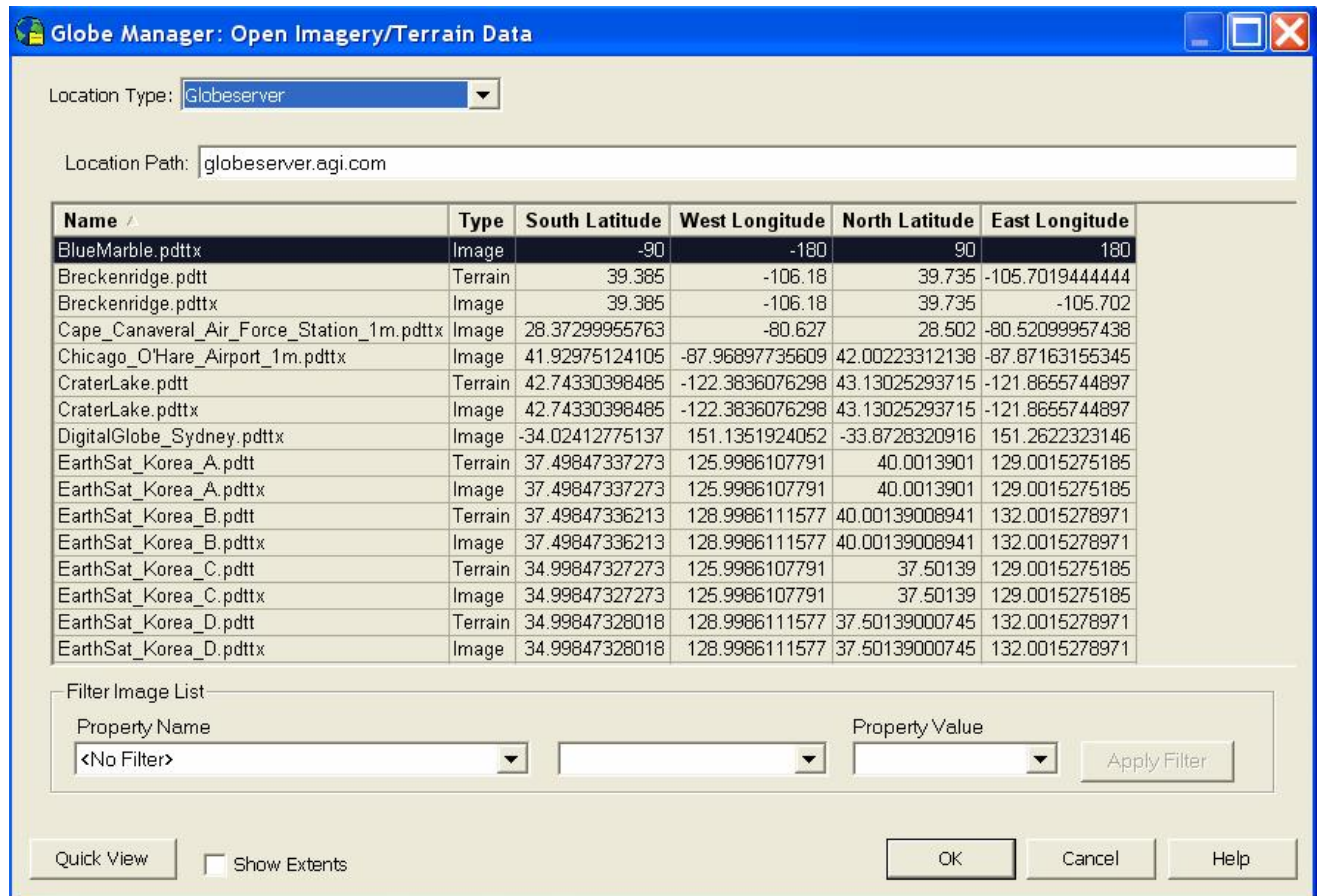 Globe Manager: Open Imagery/Terrain Data
Location Type: Globeserver
Location Path: globeserver.agi.com
Name Type South Latitude West Longitude North Latitude East Longitude
BlueMarble.pdttx Image -90 -180 90 180
Breckenridge.pdtt Terrain 39.385 -106.18 39.735 -105.7019444444
Breckenridge.pdttx Image 39.385 -106.18 39.735 -105.702
Cape_Canaveral_Air_Force_Station_1m.pdttx Image 28.37299955763 -80.627 28.502 -80.52099957438
Chicago_O'Hare_Airport_1m.pdttx Image 41.92975124105 -87.96897735609 42.00223312138 -87.87163155345
CraterLake.pdtt Terrain 42.74330398485 -122.3836076298 43.13025293715 -121.8655744897
CraterLake.pdttx Image 42.74330398485 -122.3836076298 43.13025293715 -121.8655744897
DigitalGlobe_Sydney.pdttx Image -34.02412775137 151.1351924052 -33.8728320916 151.2622323146
EarthSat_Korea_A.pdtt Terrain 37.49847337273 125.9986107791 40.0013901 129.0015275185
EarthSat_Korea_A.pdttx Image 37.49847337273 125.9986107791 40.0013901 129.0015275185
EarthSat_Korea_B.pdtt Terrain 37.49847336213 128.9986111577 40.00139008941 132.0015278971
EarthSat_Korea_B.pdttx Image 37.49847336213 128.9986111577 40.00139008941 132.0015278971
EarthSat_Korea_C.pdtt Terrain 34.99847327273 125.9986107791 37.50139 129.0015275185
EarthSat_Korea_C.pdttx Image 34.99847327273 125.9986107791 37.50139 129.0015275185
EarthSat_Korea_D.pdtt Terrain 34.99847328018 128.9986111577 37.50139000745 132.0015278971
EarthSat_Korea_D.pdttx Image 34.99847328018 128.9986111577 37.50139000745 132.0015278971
Filter Image List
Property Name Property Value
<No Filter> Apply Filter
Quick View Show Extents OK Cancel Help